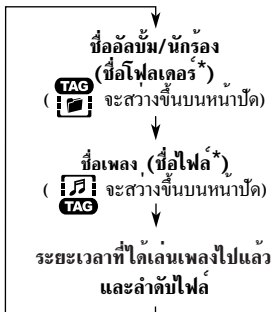 ชื่ออัลบั้ม/นักร้อง
(ชื่อโฟลเดอร์*)
TAG
( จะสว่างขึ้นบนหน้าปัด)
ชื่อเพลง (ชื่อไฟล์*)
( จะสว่างขึ้นบนหน้าปัด)
TAG
ระยะเวลาที่ได้เล่นเพลงไปแล้ว
และลำดับไฟล์